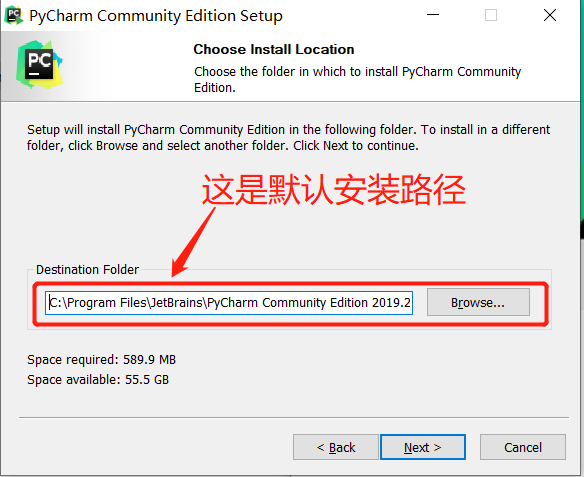 PyCharm Community Edition Setup
PC
Choose Install Location
Choose the folder in which to install PyCharm Community
Edition.
Setup will install PyCharm Community Edition in the following folder. To install in a different
folder, click Browse and select another folder. Click Next to continue.
这是默认安装路径
Destination Folder
C:\Program Files\JetBrains\PyCharm Community Edition 2019.2
Browse...
Space required: 589.9 MB
Space available: 55.5 GB
< Back
Next >
Cancel